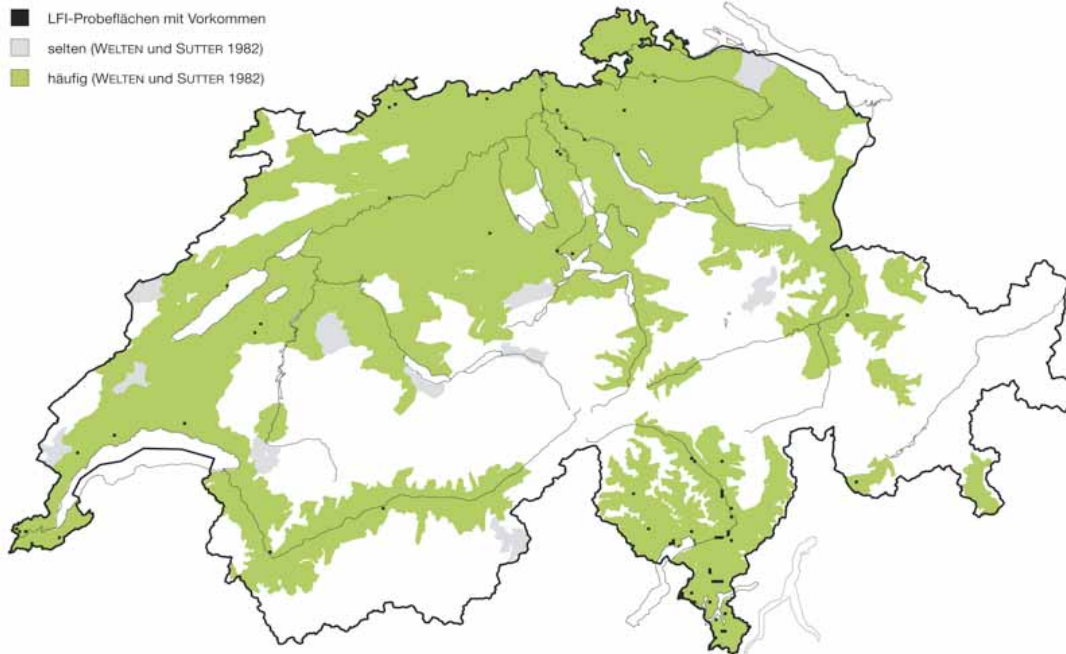 LFI-Probeflächen mit Vorkommen
selten (WELTEN und SUTTER 1982)
häufig (WELTEN und SUTTER 1982)